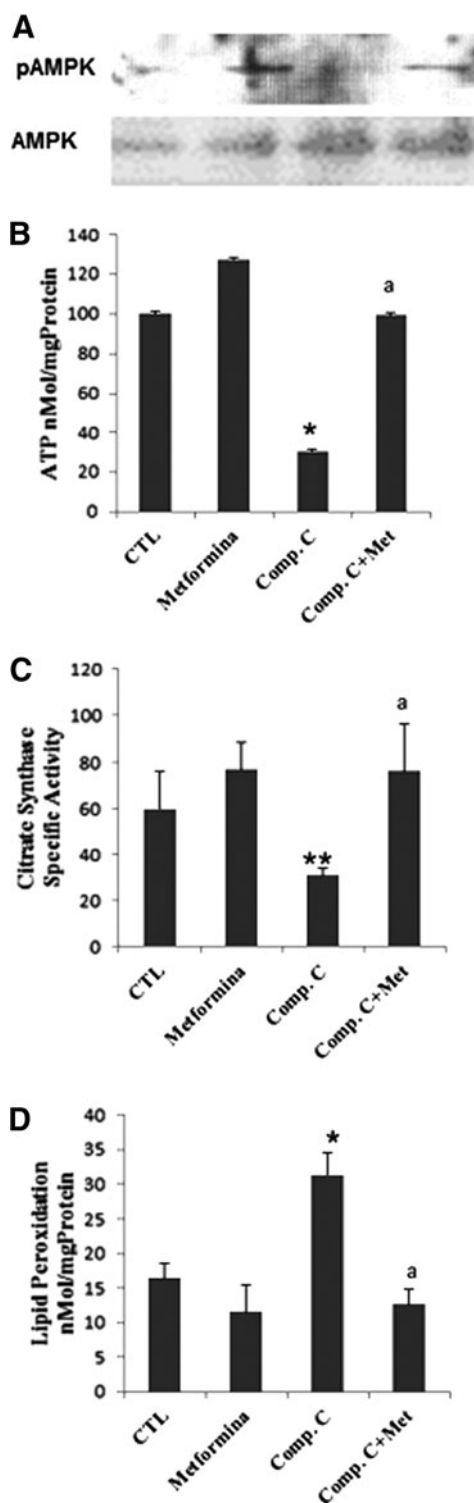 A
pAMPK
AMPK
B
ATP nMol/mgProtein
140
120
100
80
60
40
20
0
*
a
CTL
Metformina
Comp. C
Comp. C+Met
C
Citrate Synthase
Specific Activity
120
100
80
60
40
20
0
**
a
CTL
Metformina
Comp. C
Comp. C+Met
D
Lipid Peroxidation
nMol/mgProtein
40
35
30
25
20
15
10
5
0
*
a
CTL
Metformina
Comp. C
Comp. C+Met